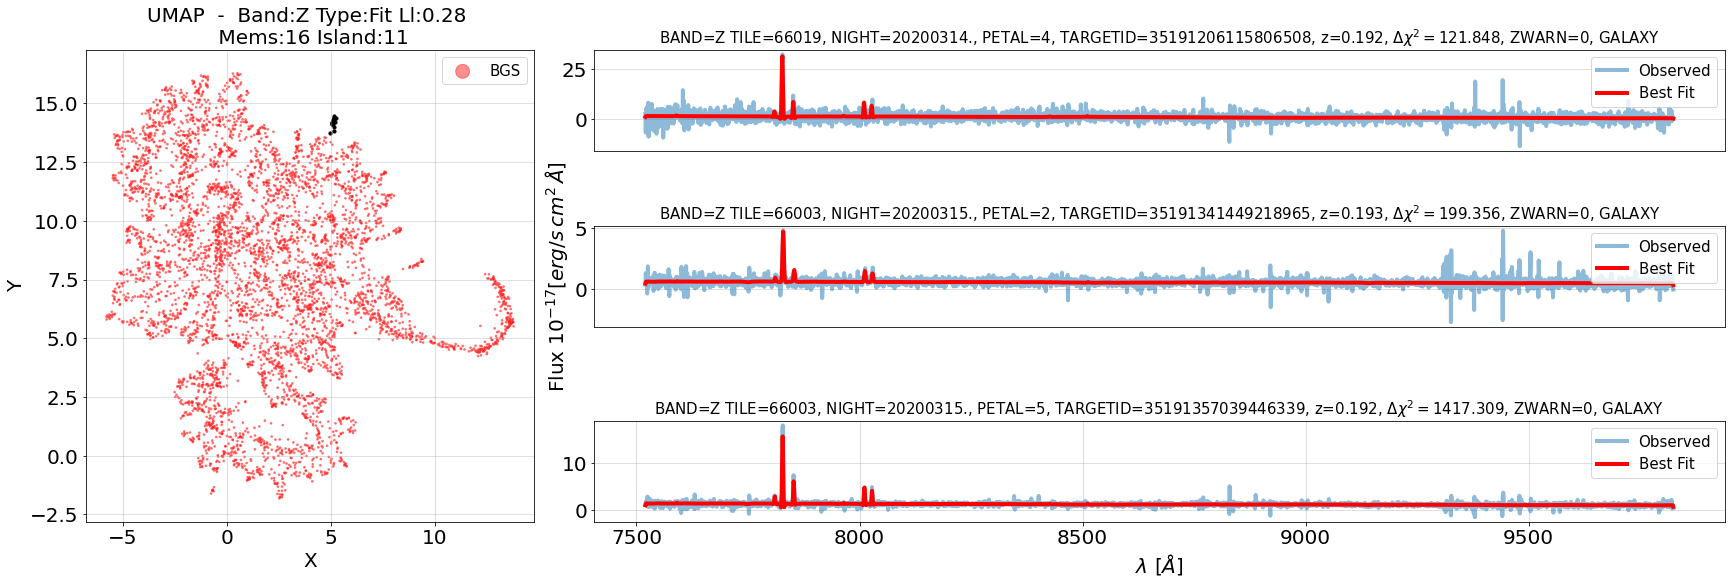 UMAP - Band:Z Type:Fit Ll:0.28
Mems:16 Island:11
BGS
15.0
12.5
10.0
7.5
5.0
2.5
0.0
−2.5
Y
−5 0 5 10
X
Flux 10⁻¹⁷[erg/s cm² Å]
BAND=Z TILE=66019, NIGHT=20200314., PETAL=4, TARGETID=35191206115806508, z=0.192, Δχ² = 121.848, ZWARN=0, GALAXY
25
0
Observed
Best Fit
BAND=Z TILE=66003, NIGHT=20200315., PETAL=2, TARGETID=35191341449218965, z=0.193, Δχ² = 199.356, ZWARN=0, GALAXY
5
0
Observed
Best Fit
BAND=Z TILE=66003, NIGHT=20200315., PETAL=5, TARGETID=35191357039446339, z=0.192, Δχ² = 1417.309, ZWARN=0, GALAXY
10
0
Observed
Best Fit
7500 8000 8500 9000 9500
λ [Å]